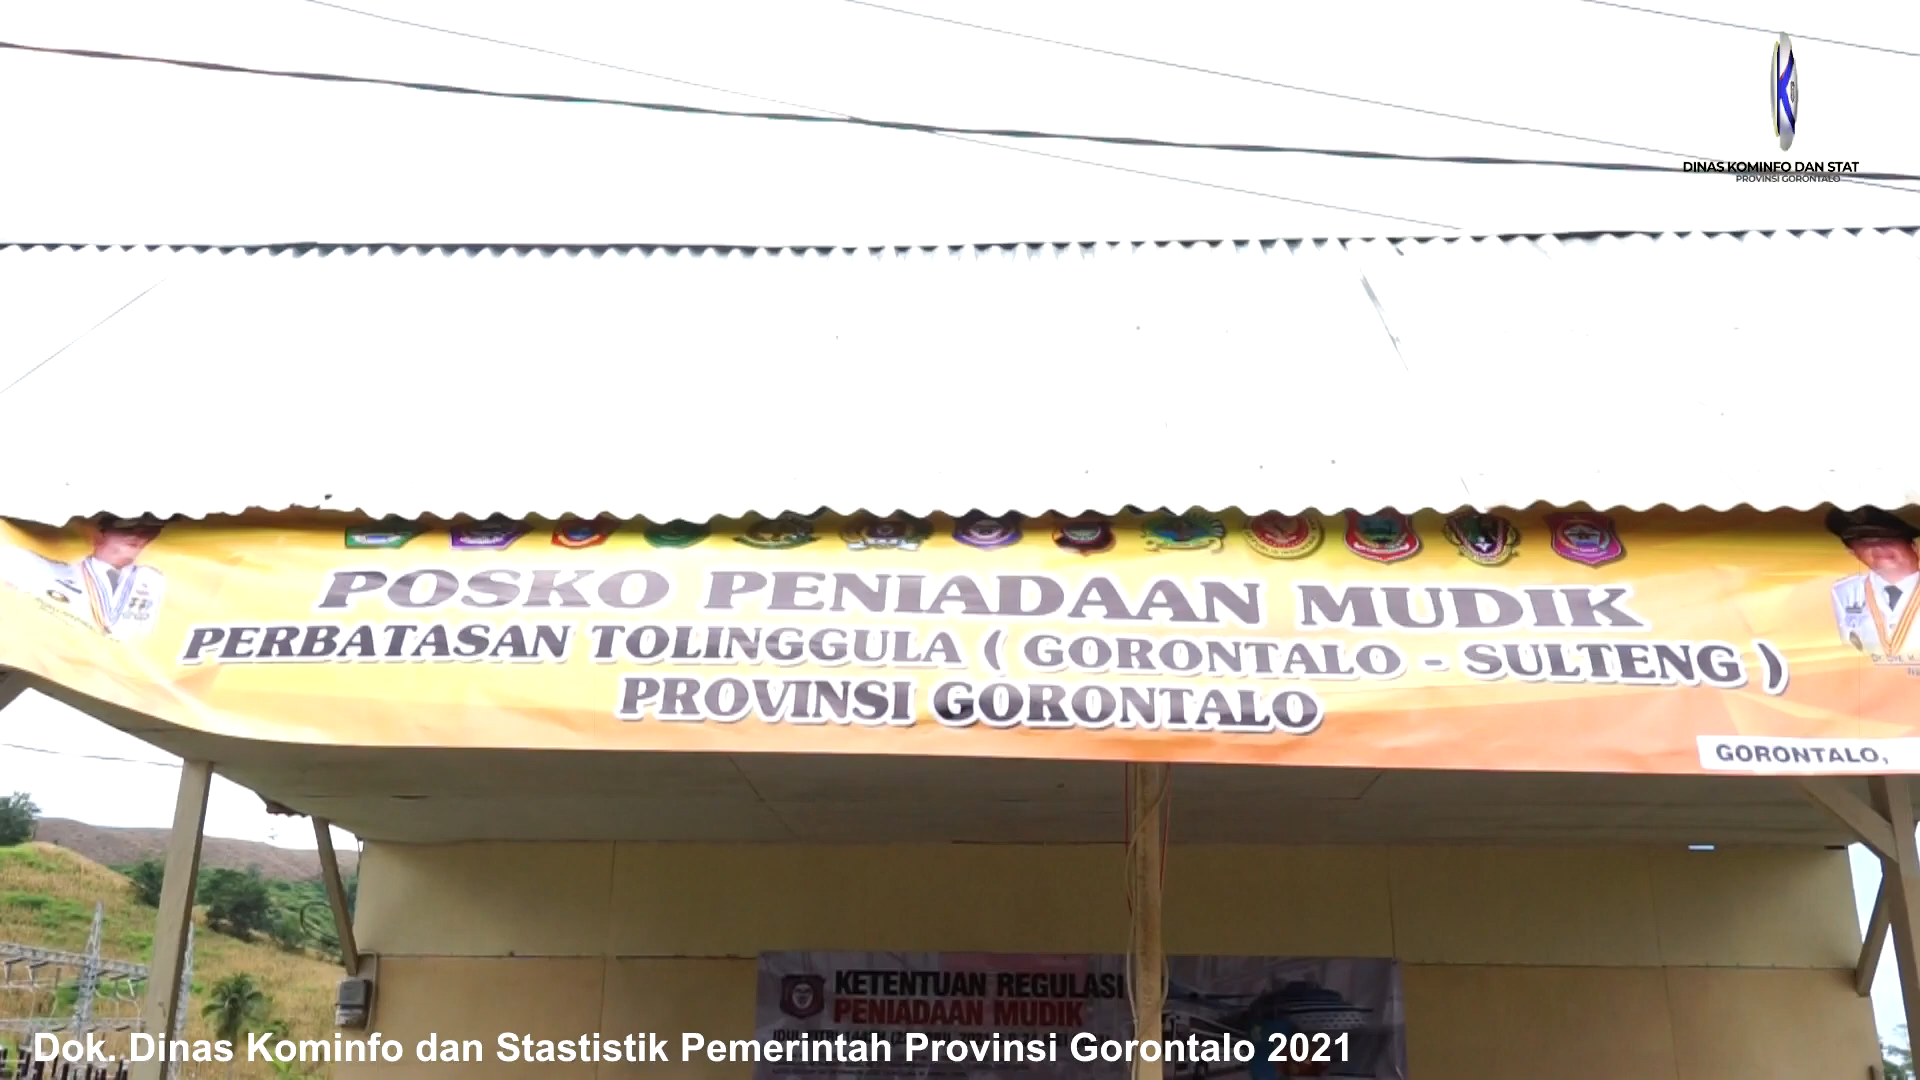 DINAS KOMINFO DAN STAT
PROVINSI GORONTALO
POSKO PENIADAAN MUDIK
PERBATASAN TOLINGGULA ( GORONTALO - SULTENG )
PROVINSI GORONTALO
GORONTALO,
KETENTUAN REGULASI
PENIADAAN MUDIK
Dok. Dinas Kominfo dan Stastistik Pemerintah Provinsi Gorontalo 2021